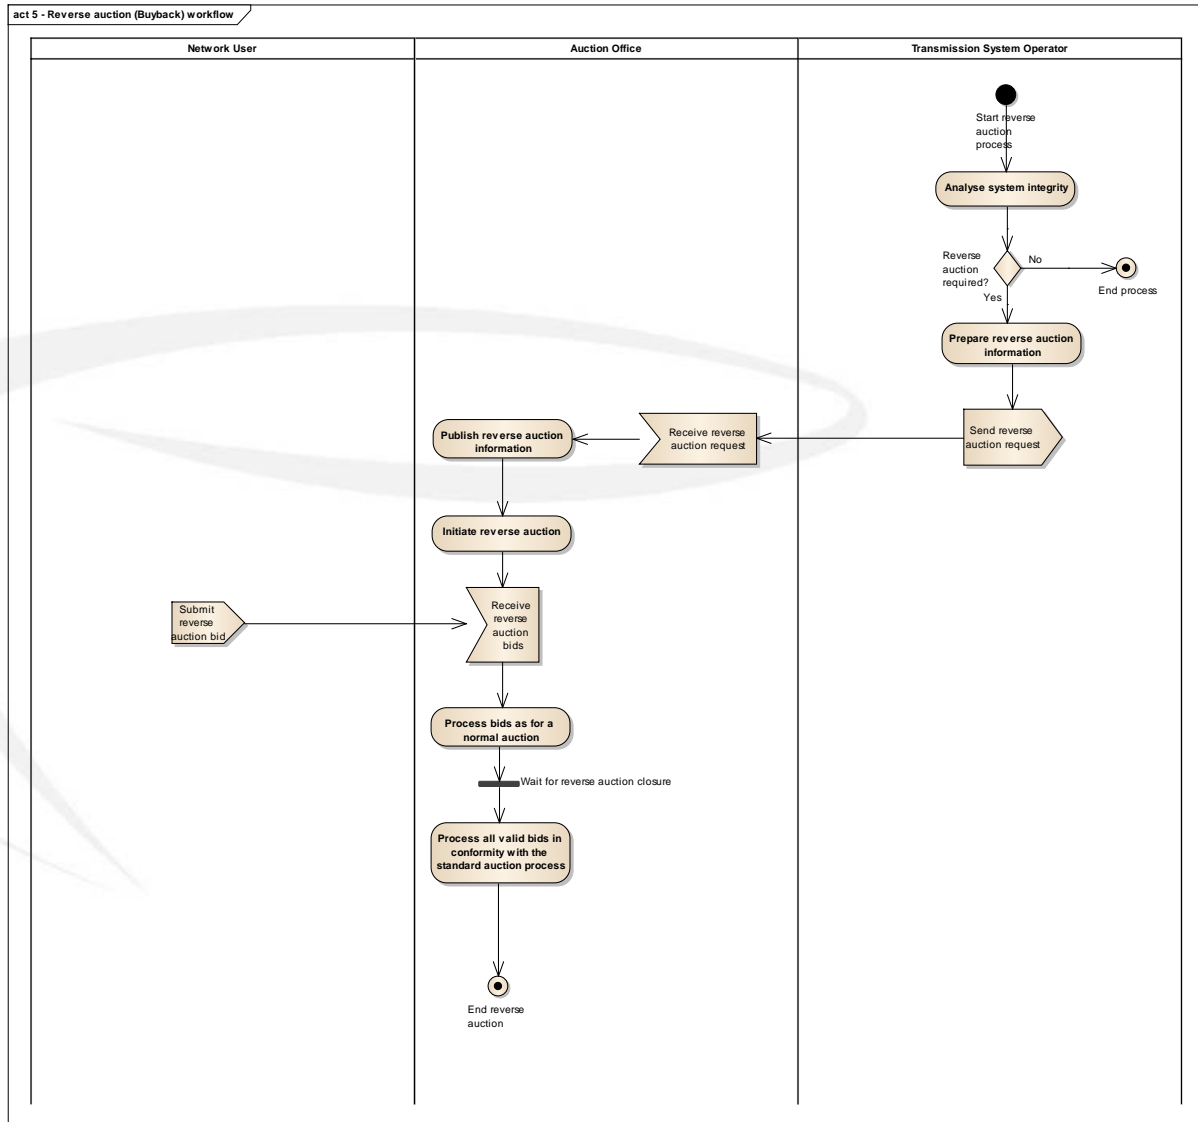 act 5 - Reverse auction (Buyback) workflow
Network User
Auction Office
Transmission System Operator
Start reverse
auction
process
Analyse system integrity
Reverse
auction
required?
No
Yes
End process
Prepare reverse auction
information
Send reverse
auction request
Receive reverse
auction request
Publish reverse auction
information
Initiate reverse auction
Submit
reverse
auction bid
Receive
reverse
auction
bids
Process bids as for a
normal auction
Wait for reverse auction closure
Process all valid bids in
conformity with the
standard auction process
End reverse
auction